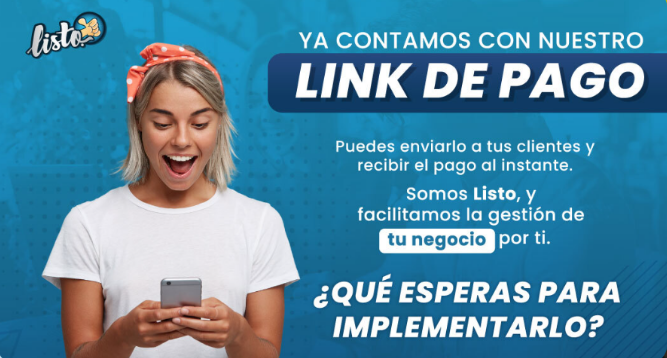 listo
YA CONTAMOS CON NUESTRO
LINK DE PAGO
Puedes enviarlo a tus clientes y
recibir el pago al instante.
Somos Listo, y
facilitamos la gestión de
tu negocio por ti.
¿QUÉ ESPERAS PARA
IMPLEMENTARLO?